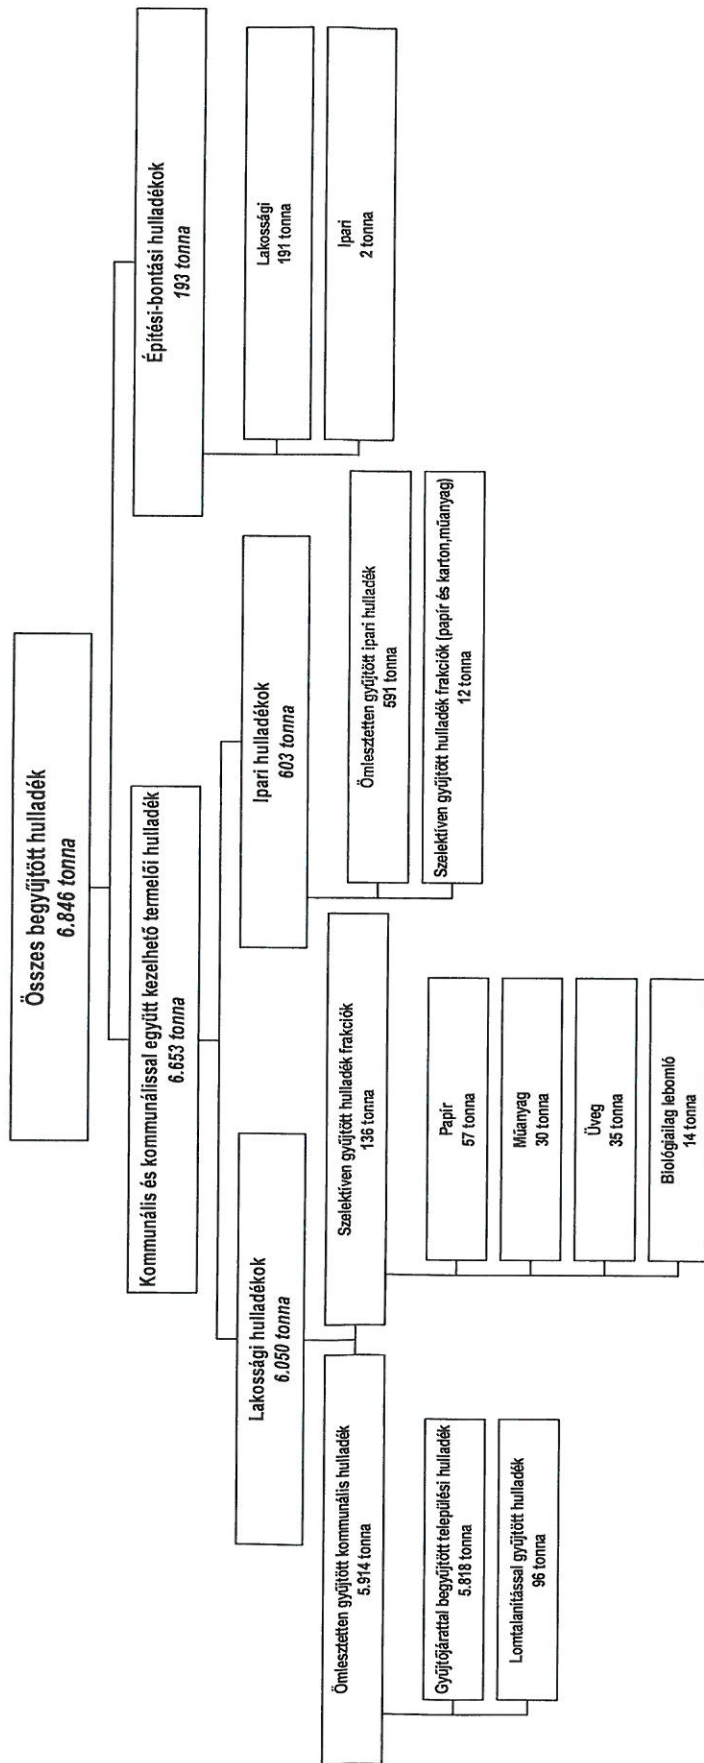 Összes begyűjtött hulladék
6.846 tonna
Kommunális és kommunálissal együtt kezelhető termelői hulladék
6.653 tonna
Építési-bontási hulladékok
193 tonna
Lakossági hulladékok
6.050 tonna
Ipari hulladékok
603 tonna
Lakossági
191 tonna
Ipari
2 tonna
Ömlesztetten gyűjtött kommunális hulladék
5.914 tonna
Szelektíven gyűjtött hulladék frakciók
136 tonna
Ömlesztetten gyűjtött ipari hulladék
591 tonna
Szelektíven gyűjtött hulladék frakciók (papír és karton,műanyag)
12 tonna
Gyűjtőjárattal begyűjtött települési hulladék
5.818 tonna
Lomtalanítással gyűjtött hulladék
96 tonna
Papír
57 tonna
Műanyag
30 tonna
Üveg
35 tonna
Biológiailag lebomló
14 tonna